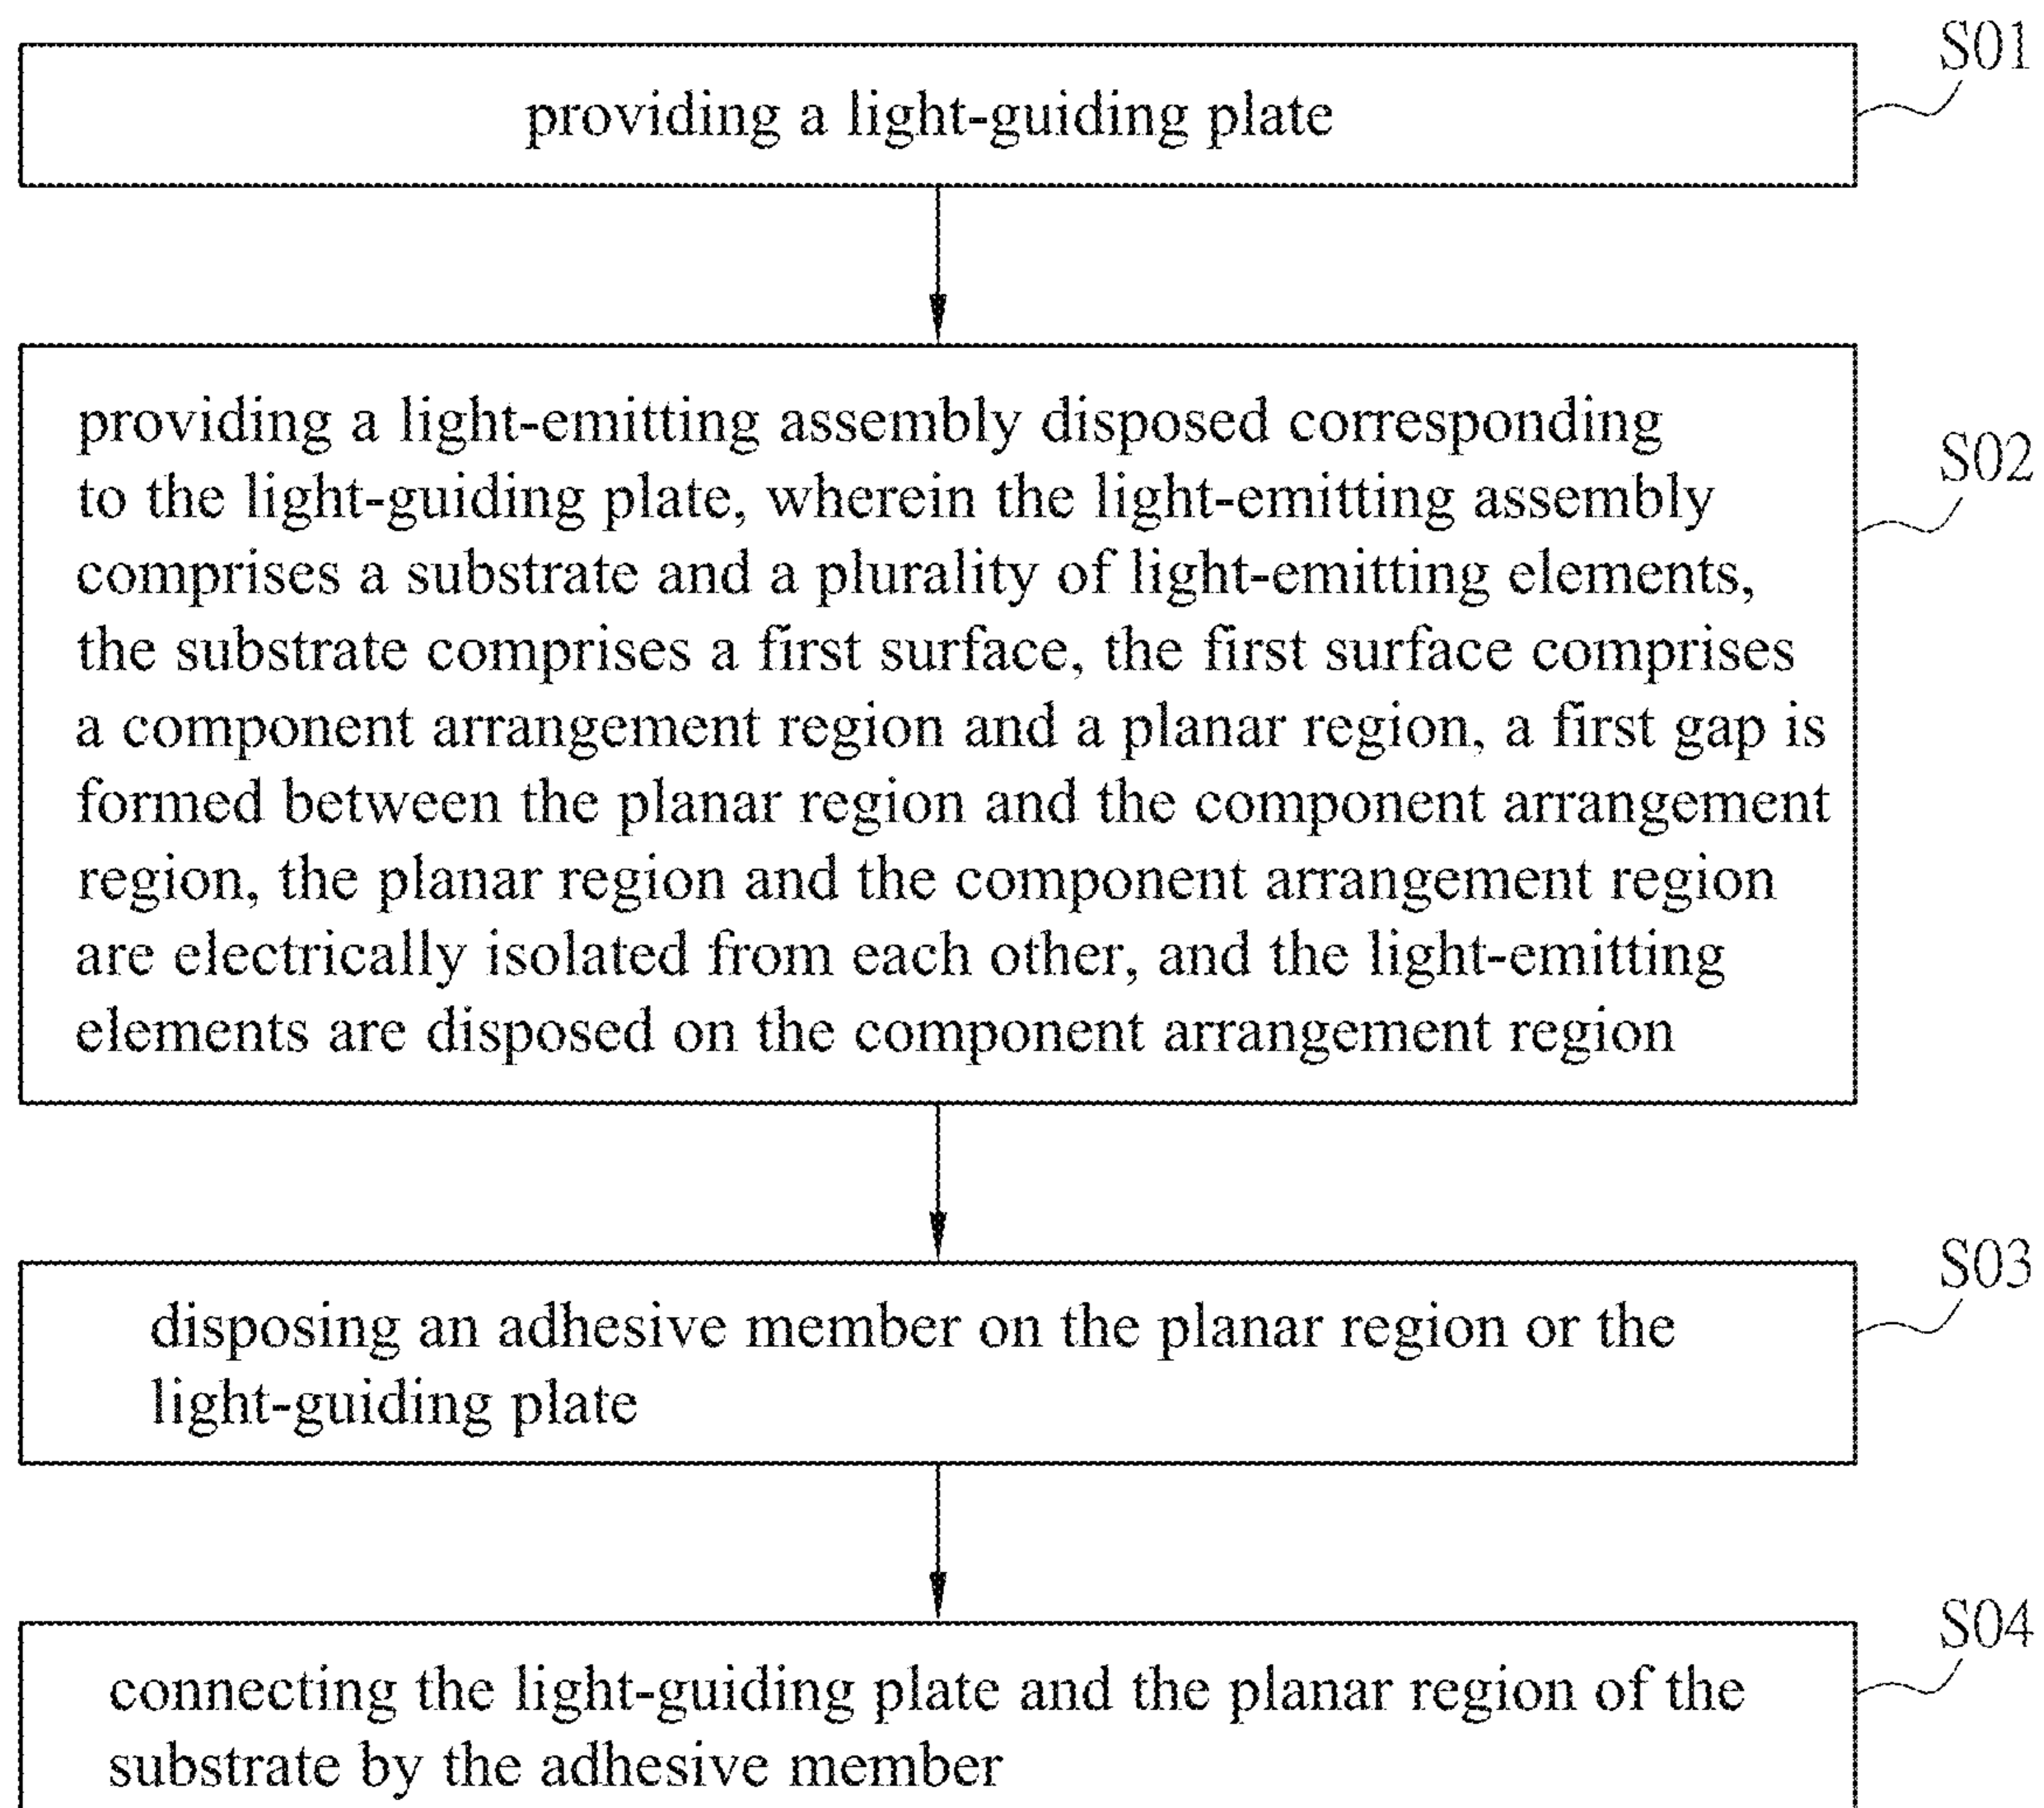 S01
providing a light-guiding plate
S02
providing a light-emitting assembly disposed corresponding
to the light-guiding plate, wherein the light-emitting assembly
comprises a substrate and a plurality of light-emitting elements,
the substrate comprises a first surface, the first surface comprises
a component arrangement region and a planar region, a first gap is
formed between the planar region and the component arrangement
region, the planar region and the component arrangement region
are electrically isolated from each other, and the light-emitting
elements are disposed on the component arrangement region
S03
disposing an adhesive member on the planar region or the
light-guiding plate
S04
connecting the light-guiding plate and the planar region of the
substrate by the adhesive member